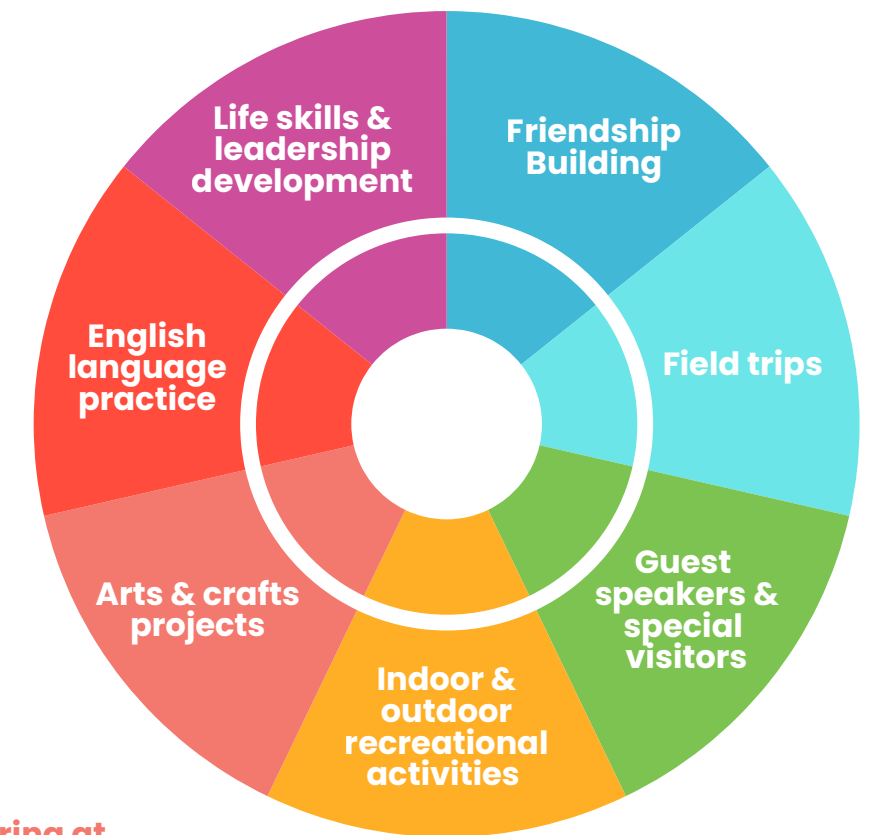 Life skills &
leadership
development
Friendship
Building
English
language
practice
Field trips
Arts & crafts
projects
Guest
speakers &
special
visitors
Indoor &
outdoor
recreational
activities
at